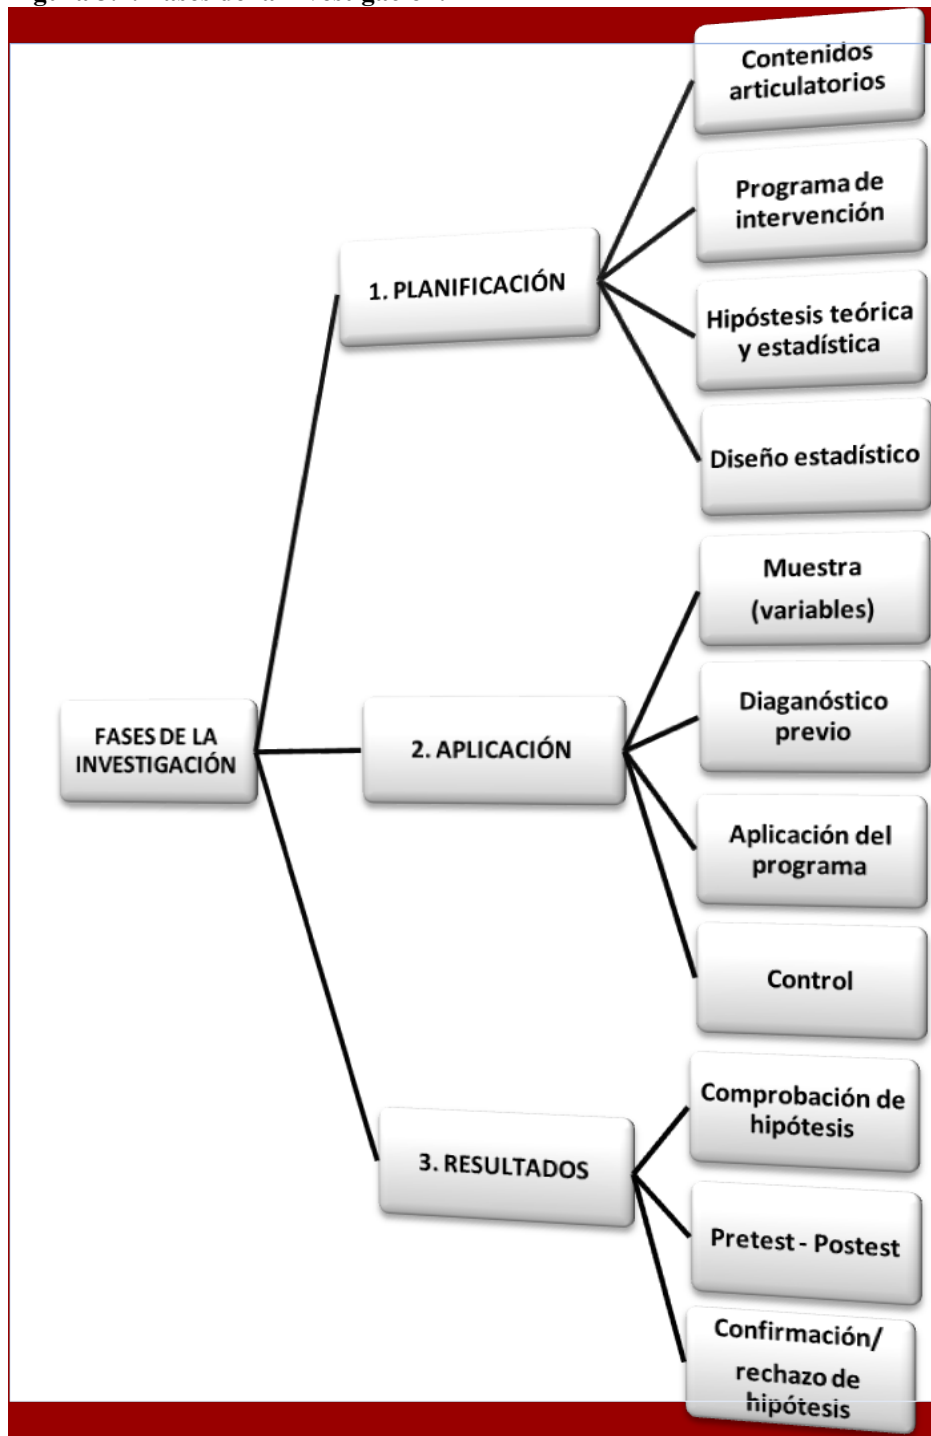 Contenidos
articulatorios
Programa de
intervención
1. PLANIFICACIÓN
Hipóstesis teórica
y estadística
Diseño estadístico
Muestra
(variables)
Diaganóstico
previo
FASES DE LA
INVESTIGACIÓN
2. APLICACIÓN
Aplicación del
programa
Control
Comprobación de
hipótesis
3. RESULTADOS
Pretest - Postest
Confirmación/
rechazo de
hipótesis